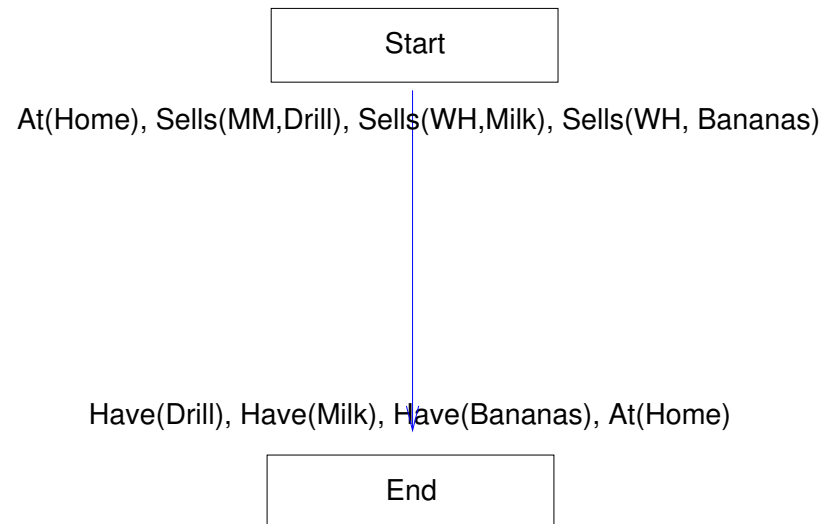 Start
At(Home), Sells(MM,Drill), Sells(WH,Milk), Sells(WH, Bananas)
Have(Drill), Have(Milk), Have(Bananas), At(Home)
End